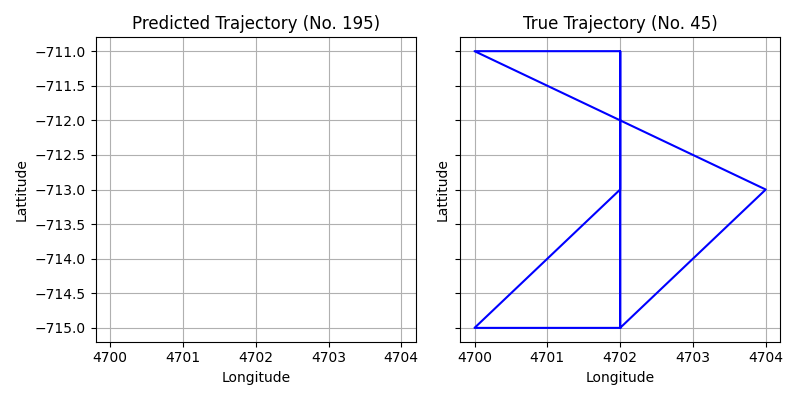 Predicted Trajectory (No. 195)
True Trajectory (No. 45)
Lattitude
−711.0
−711.5
−712.0
−712.5
−713.0
−713.5
−714.0
−714.5
−715.0
4700 4701 4702 4703 4704
Longitude
Lattitude
4700 4701 4702 4703 4704
Longitude